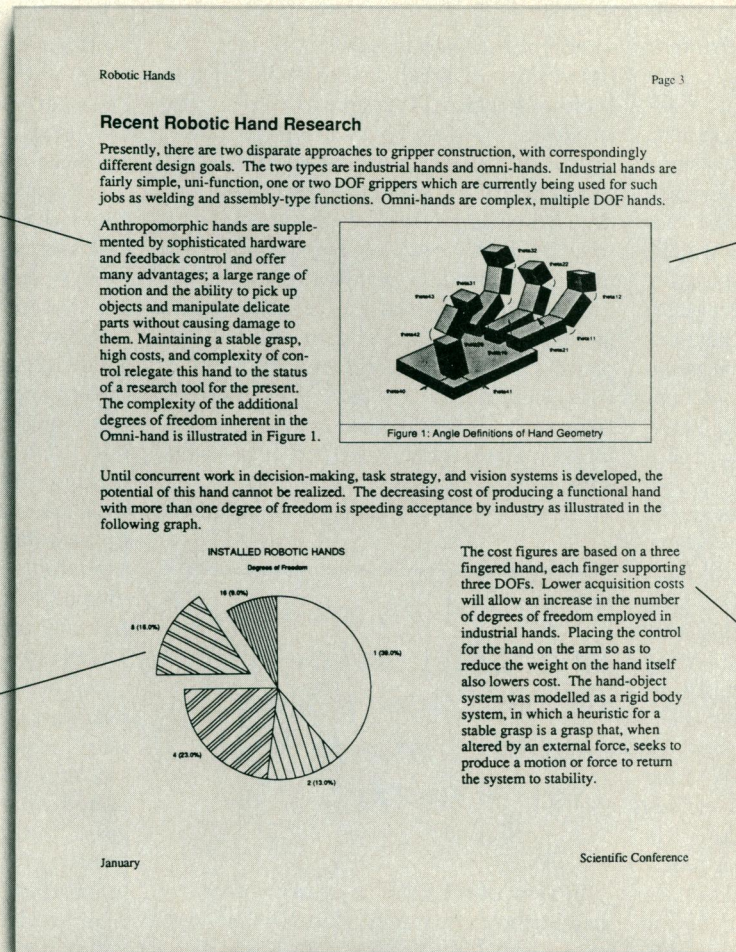 Robotic Hands
Page 3
Recent Robotic Hand Research
Presently, there are two disparate approaches to gripper construction, with correspondingly
different design goals. The two types are industrial hands and omni-hands. Industrial hands are
fairly simple, uni-function, one or two DOF grippers which are currently being used for such
jobs as welding and assembly-type functions. Omni-hands are complex, multiple DOF hands.
Anthropomorphic hands are supple-
mented by sophisticated hardware
and feedback control and offer
many advantages; a large range of
motion and the ability to pick up
objects and manipulate delicate
parts without causing damage to
them. Maintaining a stable grasp,
high costs, and complexity of con-
trol relegate this hand to the status
of a research tool for the present.
The complexity of the additional
degrees of freedom inherent in the
Omni-hand is illustrated in Figure 1.
theta32
theta22
theta31
theta43
theta12
theta42
theta11
theta21
theta40
theta41
Figure 1: Angle Definitions of Hand Geometry
Until concurrent work in decision-making, task strategy, and vision systems is developed, the
potential of this hand cannot be realized. The decreasing cost of producing a functional hand
with more than one degree of freedom is speeding acceptance by industry as illustrated in the
following graph.
INSTALLED ROBOTIC HANDS
Degrees of Freedom
16 (9.0%)
8 (16.0%)
1 (38.0%)
4 (23.0%)
2 (13.0%)
The cost figures are based on a three
fingered hand, each finger supporting
three DOFs. Lower acquisition costs
will allow an increase in the number
of degrees of freedom employed in
industrial hands. Placing the control
for the hand on the arm so as to
reduce the weight on the hand itself
also lowers cost. The hand-object
system was modelled as a rigid body
system, in which a heuristic for a
stable grasp is a grasp that, when
altered by an external force, seeks to
produce a motion or force to return
the system to stability.
January
Scientific Conference